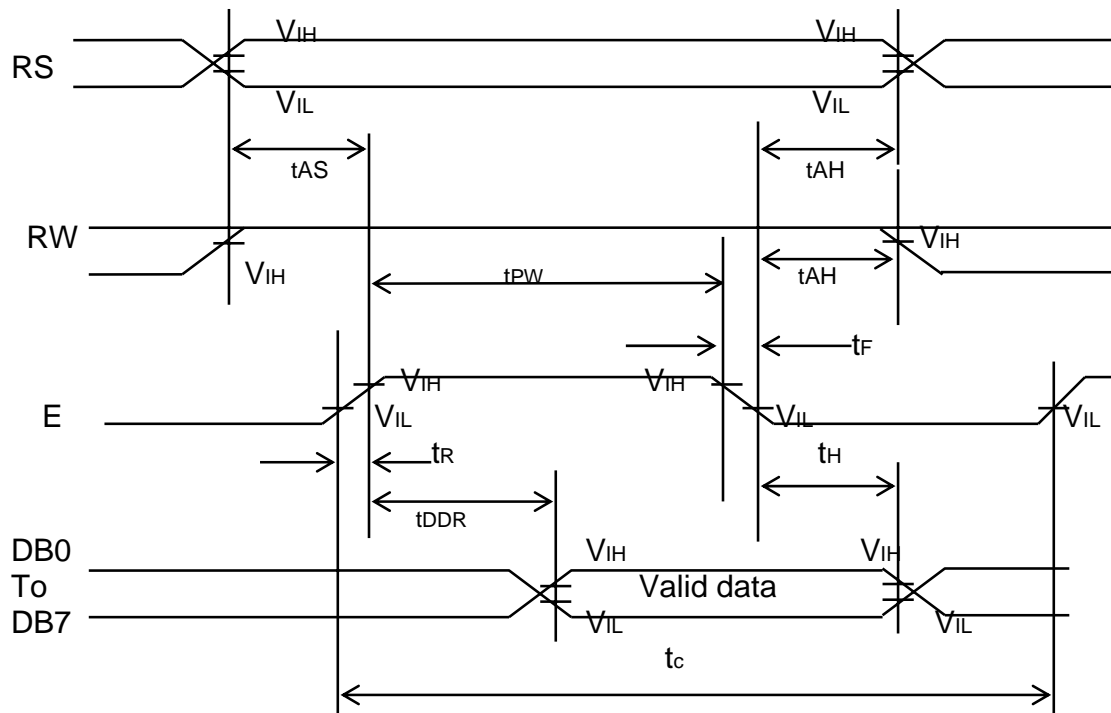 VIH VIH
RS
VIL VIL
tAS tAH
RW VIH
VIH tAH
tPW
tF
VIH VIH
E VIL VIL VIL
tR tH
tDDR
DB0 VIH VIH
To Valid data
DB7 VIL VIL
tc